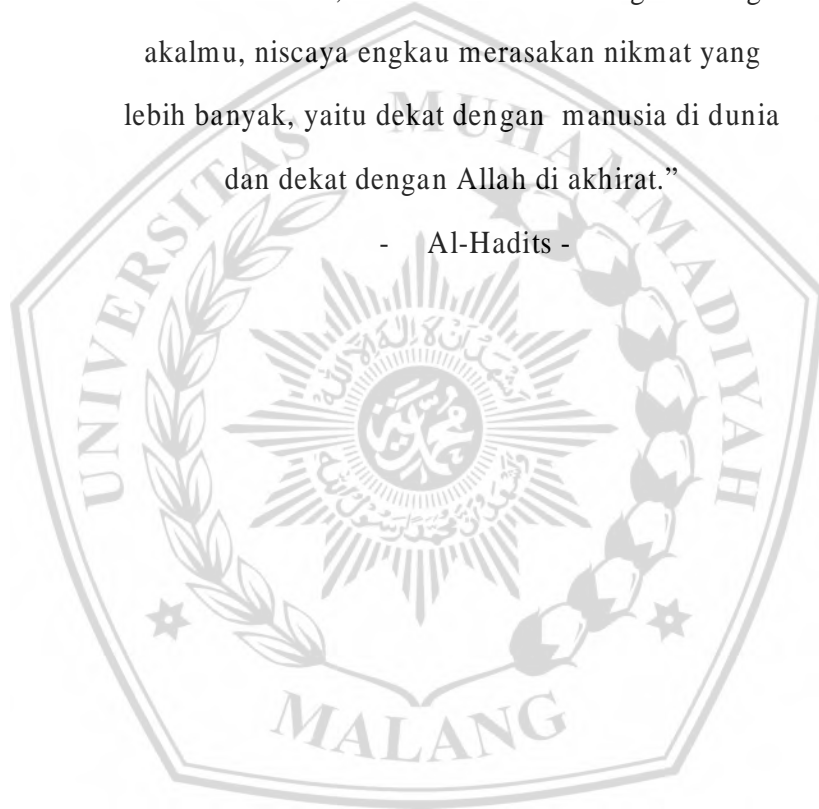 akalmu, niscaya engkau merasakan nikmat yang
lebih banyak, yaitu dekat dengan manusia di dunia
dan dekat dengan Allah di akhirat.”
- Al-Hadits -
UNIVERSITAS MUHAMMADIYAH
MALANG